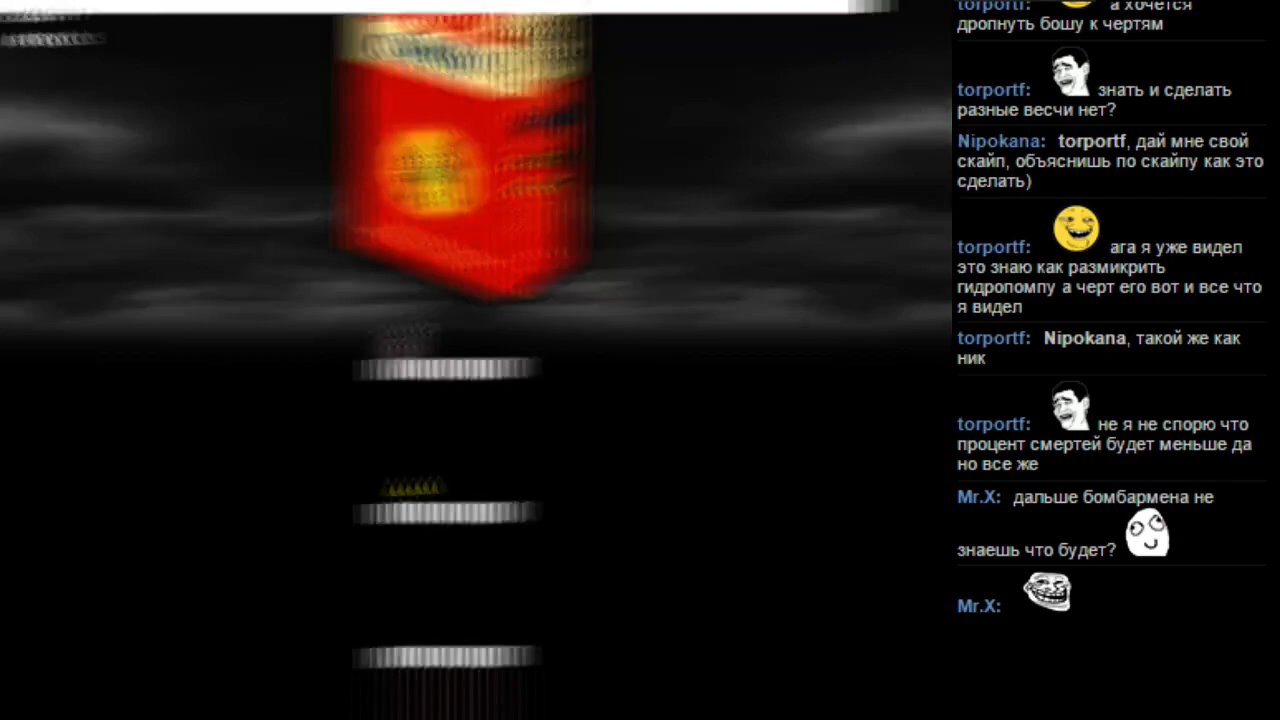 torportf: а хочется
дропнуть бошу к чертям
torportf: знать и сделать
разные весчи нет?
Nipokana: torportf, дай мне свой
скайп, объяснишь по скайпу как это
сделать)
torportf: ага я уже видел
это знаю как размикрить
гидропомпу а черт его вот и все что
я видел
torportf: Nipokana, такой же как
ник
torportf: не я не спорю что
процент смертей будет меньше да
но все же
Mr.X: дальше бомбармена не
знаешь что будет?
Mr.X: